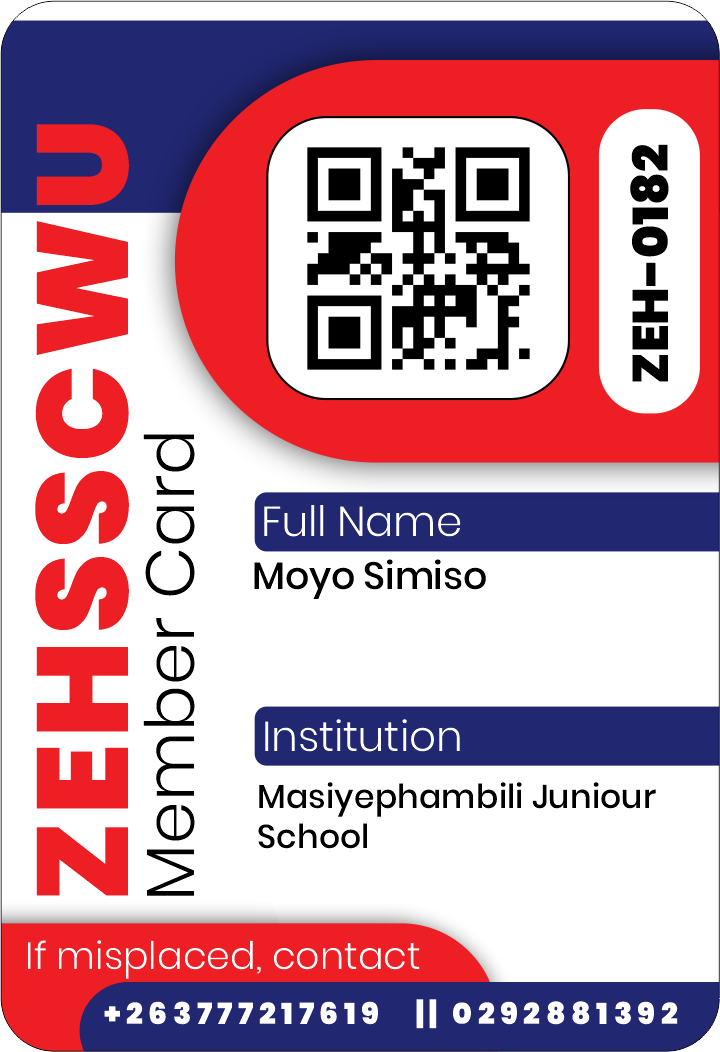 ZEHSSCWU
Member Card
ZEH-0182
Full Name
Moyo Simiso
Institution
Masiyephambili Juniour
School
If misplaced, contact
+263777217619 || 0292881392